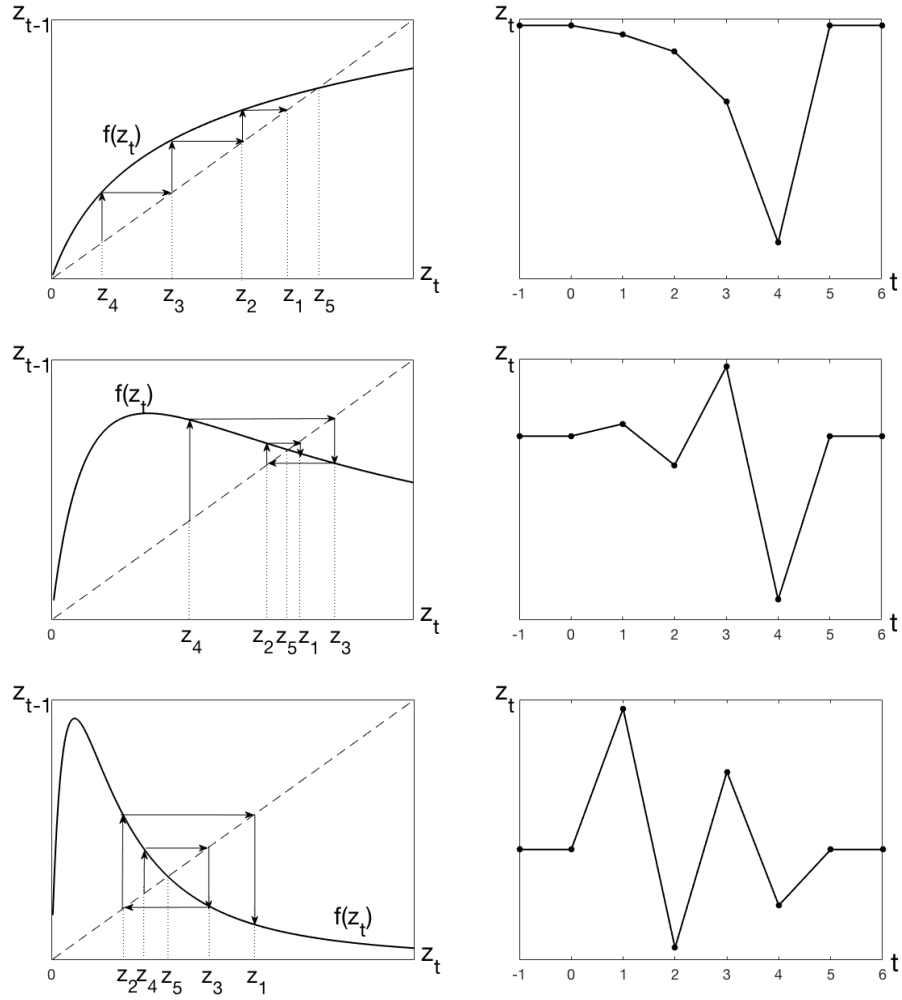 z_{t-1} z_t
f(z_t)
z_t t
0 z_4 z_3 z_2 z_1 z_5 -1 0 1 2 3 4 5 6
z_{t-1} z_t
f(z_t)
z_t t
0 z_4 z_2 z_5 z_1 z_3 -1 0 1 2 3 4 5 6
z_{t-1} z_t
f(z_t)
z_t t
0 z_2 z_4 z_5 z_3 z_1 -1 0 1 2 3 4 5 6